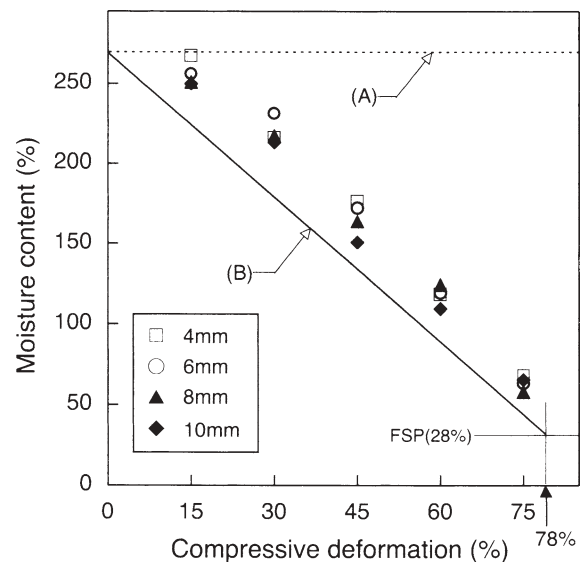 Moisture content (%)
250
200
150
100
50
0
(A)
(B)
4mm
6mm
8mm
10mm
FSP(28%)
0
15
30
45
60
75
78%
Compressive deformation (%)